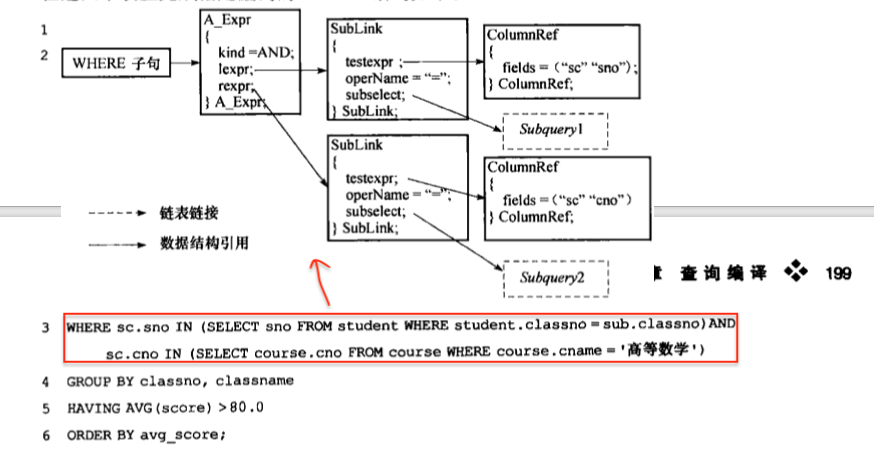 1
2
WHERE 子句
A_Expr
{
kind =AND;
lexpr;
rexpr;
} A_Expr;
SubLink
{
testexpr ;
operName = “=”;
subselect;
} SubLink;
ColumnRef
{
fields = (“sc” “sno”);
} ColumnRef;
Subquery1
SubLink
{
testexpr;
operName = “=”;
subselect;
} SubLink;
ColumnRef
{
fields = (“sc” “cno”)
} ColumnRef;
Subquery2
链表链接
数据结构引用
查询编译 ❖ 199
3 WHERE sc.sno IN (SELECT sno FROM student WHERE student.classno = sub.classno)AND
sc.cno IN (SELECT course.cno FROM course WHERE course.cname = '高等数学')
4 GROUP BY classno, classname
5 HAVING AVG(score) >80.0
6 ORDER BY avg_score;